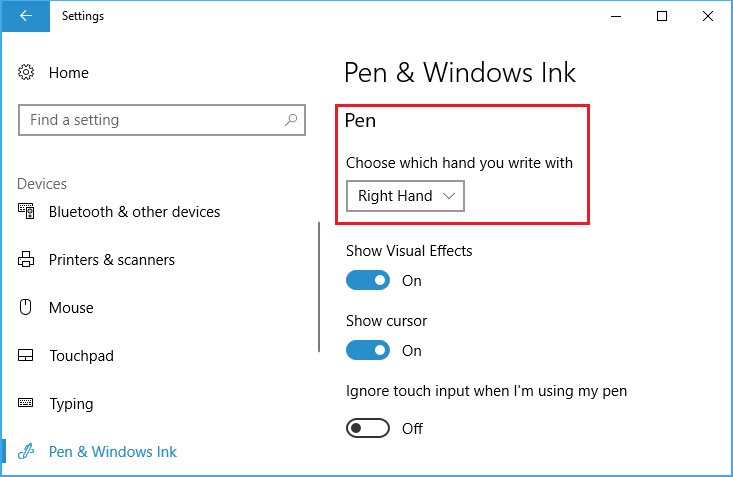 Settings
Home
Find a setting
Devices
Bluetooth & other devices
Printers & scanners
Mouse
Touchpad
Typing
Pen & Windows Ink
Pen & Windows Ink
Pen
Choose which hand you write with
Right Hand
Show Visual Effects
On
Show cursor
On
Ignore touch input when I'm using my pen
Off